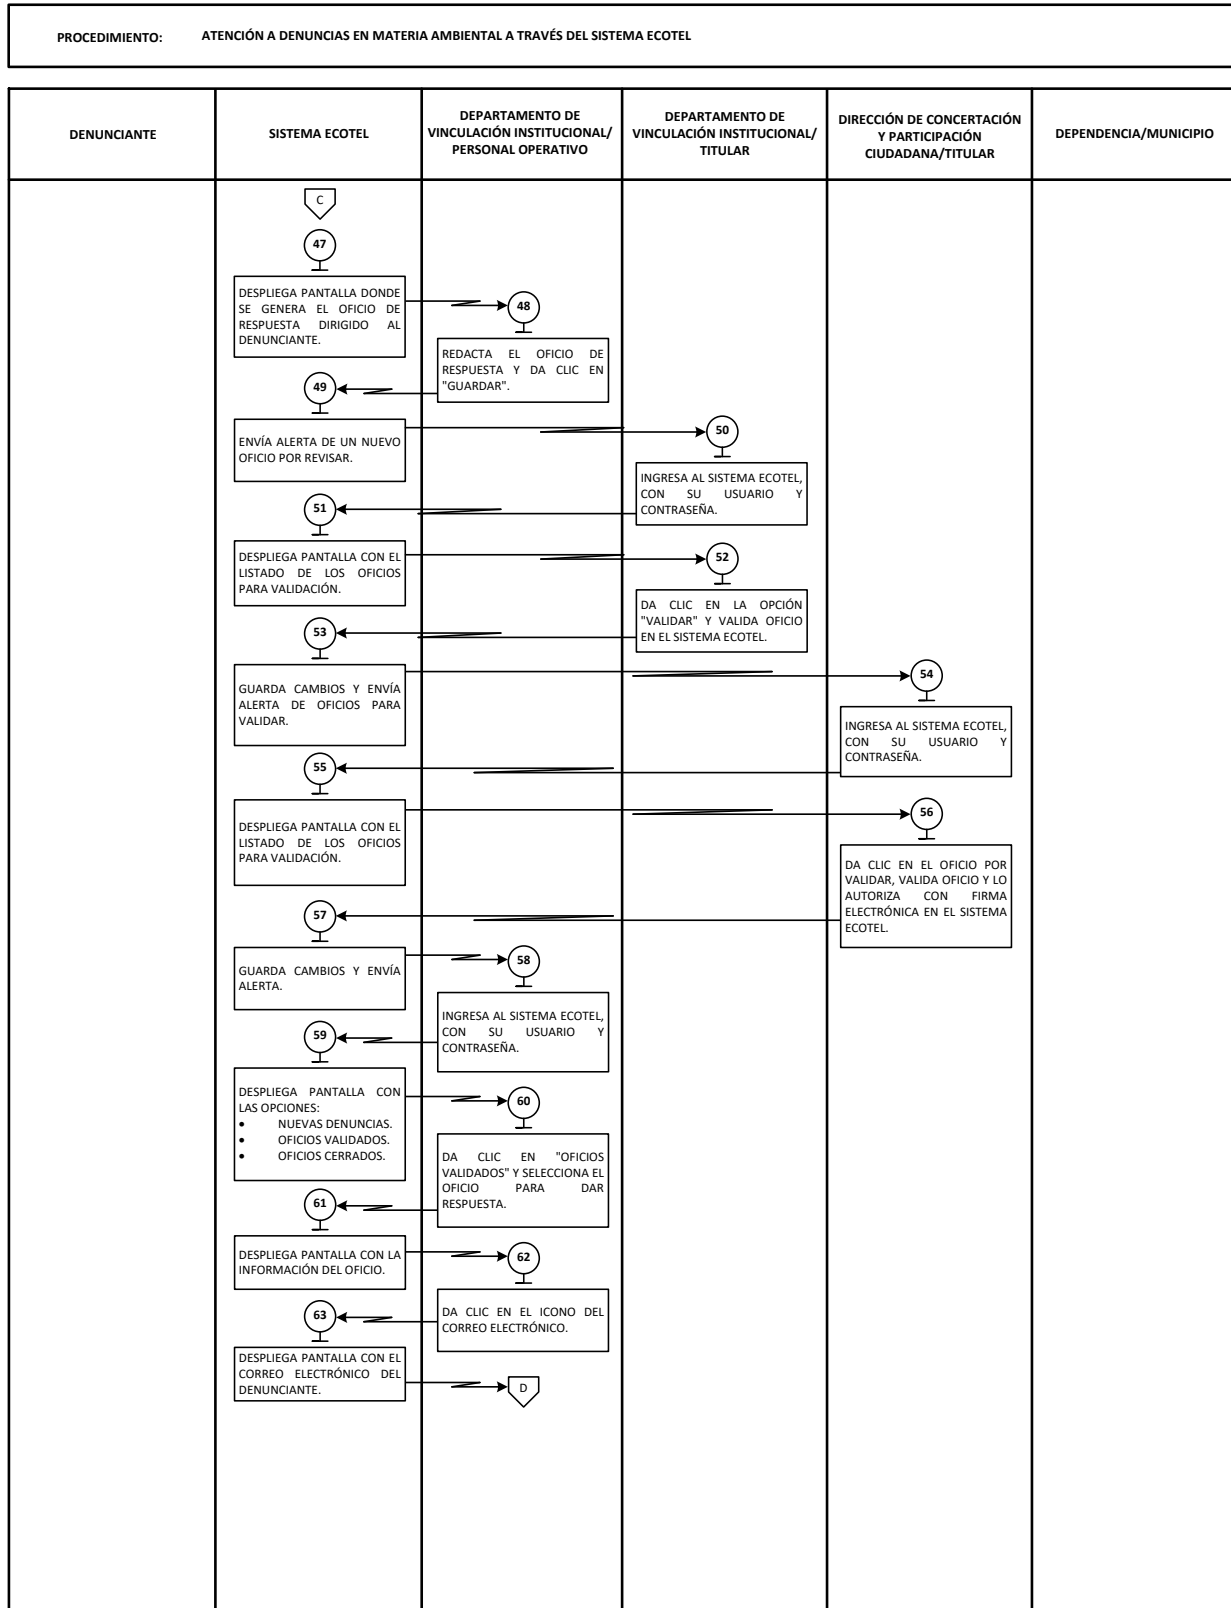 PROCEDIMIENTO: ATENCIÓN A DENUNCIAS EN MATERIA AMBIENTAL A TRAVÉS DEL SISTEMA ECOTEL
DENUNCIANTE
SISTEMA ECOTEL
DEPARTAMENTO DE
VINCULACIÓN INSTITUCIONAL/
PERSONAL OPERATIVO
DEPARTAMENTO DE
VINCULACIÓN INSTITUCIONAL/
TITULAR
DIRECCIÓN DE CONCERTACIÓN
Y PARTICIPACIÓN
CIUDADANA/TITULAR
DEPENDENCIA/MUNICIPIO
C
47
DESPLIEGA PANTALLA DONDE
SE GENERA EL OFICIO DE
RESPUESTA DIRIGIDO AL
DENUNCIANTE.
48
REDACTA EL OFICIO DE
RESPUESTA Y DA CLIC EN
"GUARDAR".
49
ENVÍA ALERTA DE UN NUEVO
OFICIO POR REVISAR.
50
INGRESA AL SISTEMA ECOTEL,
CON SU USUARIO Y
CONTRASEÑA.
51
DESPLIEGA PANTALLA CON EL
LISTADO DE LOS OFICIOS
PARA VALIDACIÓN.
52
DA CLIC EN LA OPCIÓN
"VALIDAR" Y VALIDA OFICIO
EN EL SISTEMA ECOTEL.
53
GUARDA CAMBIOS Y ENVÍA
ALERTA DE OFICIOS PARA
VALIDAR.
54
INGRESA AL SISTEMA ECOTEL,
CON SU USUARIO Y
CONTRASEÑA.
55
DESPLIEGA PANTALLA CON EL
LISTADO DE LOS OFICIOS
PARA VALIDACIÓN.
56
DA CLIC EN EL OFICIO POR
VALIDAR, VALIDA OFICIO Y LO
AUTORIZA CON FIRMA
ELECTRÓNICA EN EL SISTEMA
ECOTEL.
57
GUARDA CAMBIOS Y ENVÍA
ALERTA.
58
INGRESA AL SISTEMA ECOTEL,
CON SU USUARIO Y
CONTRASEÑA.
59
DESPLIEGA PANTALLA CON
LAS OPCIONES:
• NUEVAS DENUNCIAS.
• OFICIOS VALIDADOS.
• OFICIOS CERRADOS.
60
DA CLIC EN "OFICIOS
VALIDADOS" Y SELECCIONA EL
OFICIO PARA DAR
RESPUESTA.
61
DESPLIEGA PANTALLA CON LA
INFORMACIÓN DEL OFICIO.
62
DA CLIC EN EL ICONO DEL
CORREO ELECTRÓNICO.
63
DESPLIEGA PANTALLA CON EL
CORREO ELECTRÓNICO DEL
DENUNCIANTE.
D